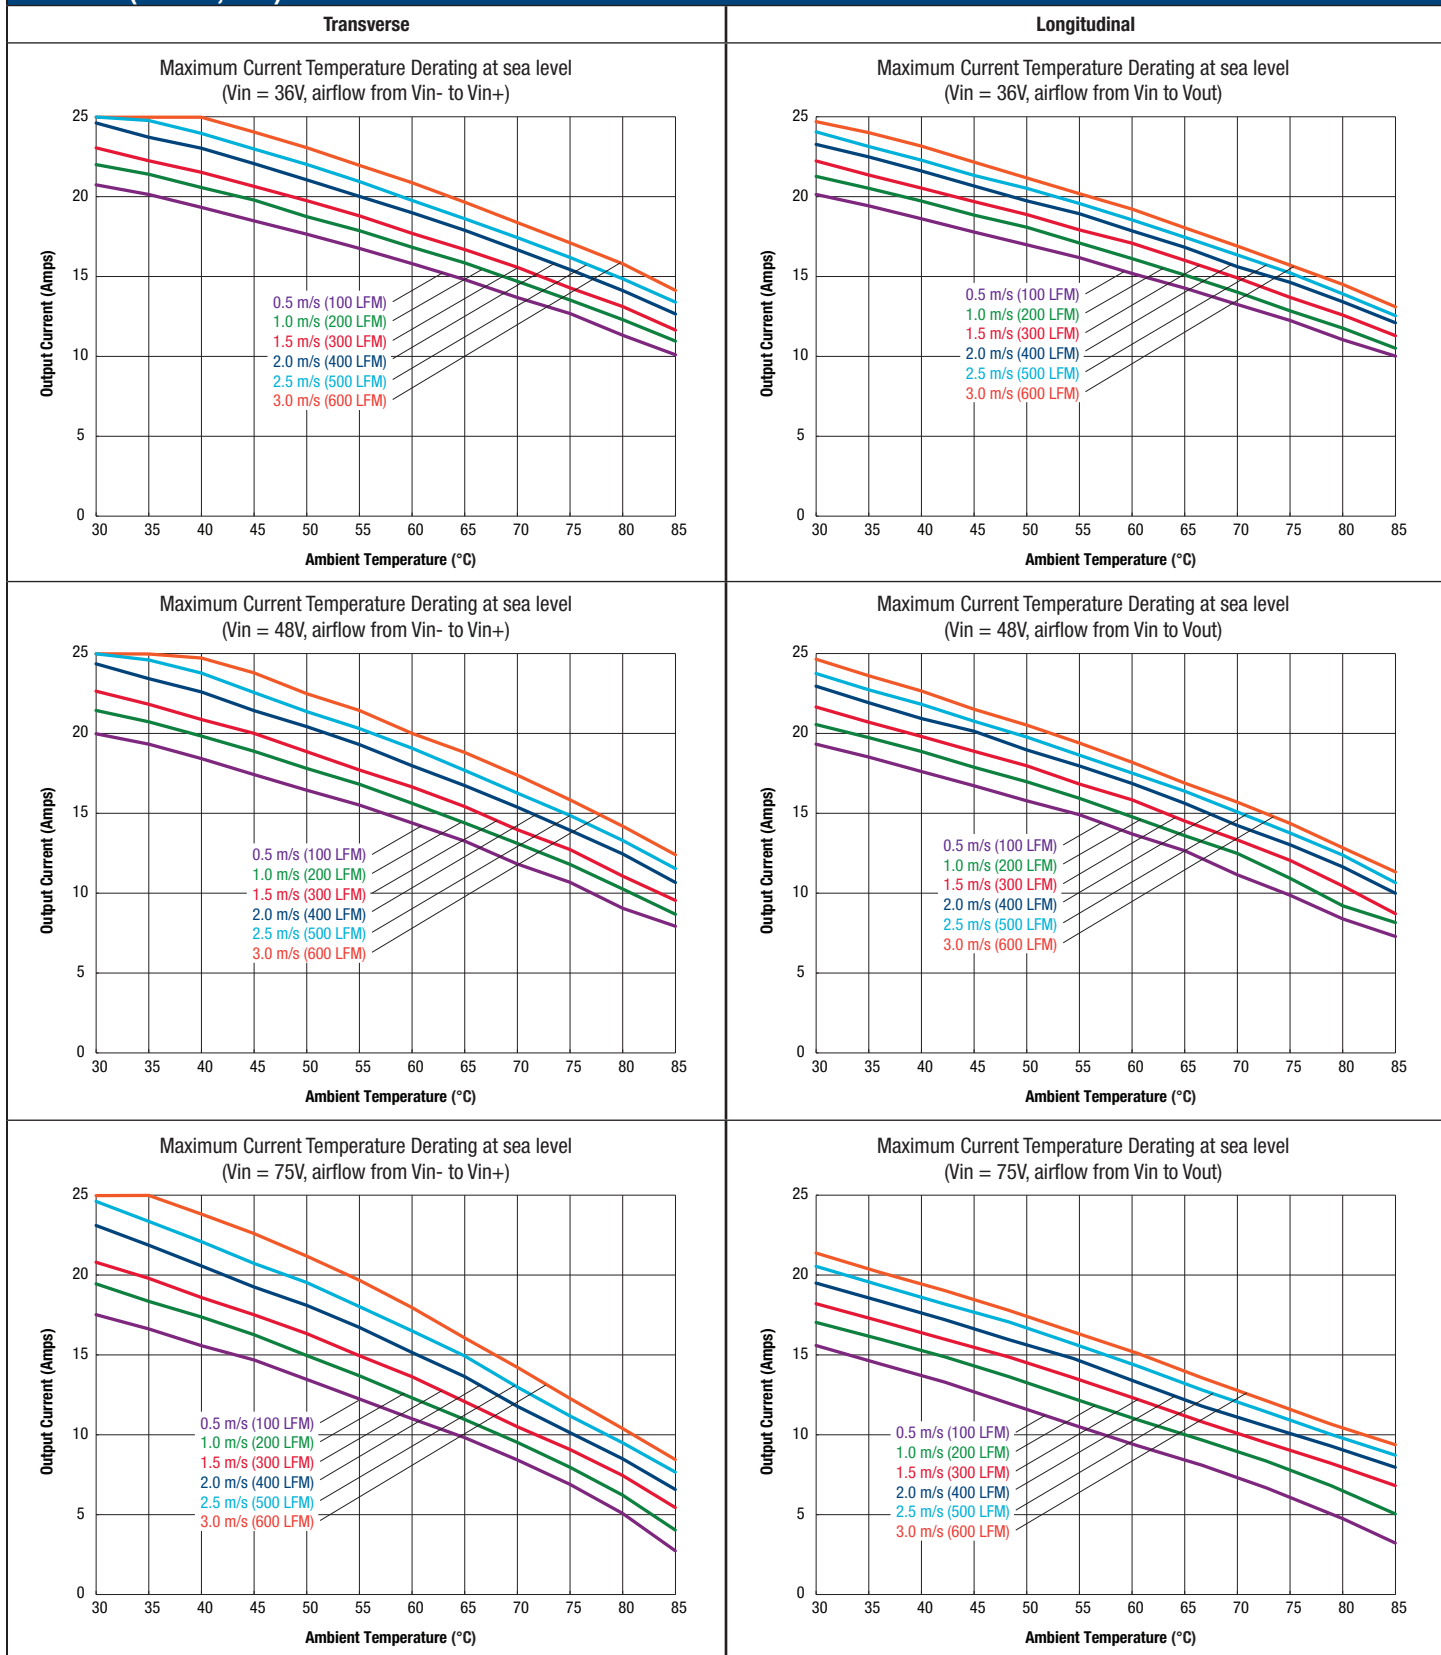 Transverse
Longitudinal
Maximum Current Temperature Derating at sea level
(Vin = 36V, airflow from Vin- to Vin+)
25
20
15
10
5
0
Output Current (Amps)
0.5 m/s (100 LFM)
1.0 m/s (200 LFM)
1.5 m/s (300 LFM)
2.0 m/s (400 LFM)
2.5 m/s (500 LFM)
3.0 m/s (600 LFM)
30 35 40 45 50 55 60 65 70 75 80 85
Ambient Temperature (°C)
Maximum Current Temperature Derating at sea level
(Vin = 36V, airflow from Vin to Vout)
25
20
15
10
5
0
Output Current (Amps)
0.5 m/s (100 LFM)
1.0 m/s (200 LFM)
1.5 m/s (300 LFM)
2.0 m/s (400 LFM)
2.5 m/s (500 LFM)
3.0 m/s (600 LFM)
30 35 40 45 50 55 60 65 70 75 80 85
Ambient Temperature (°C)
Maximum Current Temperature Derating at sea level
(Vin = 48V, airflow from Vin- to Vin+)
25
20
15
10
5
0
Output Current (Amps)
0.5 m/s (100 LFM)
1.0 m/s (200 LFM)
1.5 m/s (300 LFM)
2.0 m/s (400 LFM)
2.5 m/s (500 LFM)
3.0 m/s (600 LFM)
30 35 40 45 50 55 60 65 70 75 80 85
Ambient Temperature (°C)
Maximum Current Temperature Derating at sea level
(Vin = 48V, airflow from Vin to Vout)
25
20
15
10
5
0
Output Current (Amps)
0.5 m/s (100 LFM)
1.0 m/s (200 LFM)
1.5 m/s (300 LFM)
2.0 m/s (400 LFM)
2.5 m/s (500 LFM)
3.0 m/s (600 LFM)
30 35 40 45 50 55 60 65 70 75 80 85
Ambient Temperature (°C)
Maximum Current Temperature Derating at sea level
(Vin = 75V, airflow from Vin- to Vin+)
25
20
15
10
5
0
Output Current (Amps)
0.5 m/s (100 LFM)
1.0 m/s (200 LFM)
1.5 m/s (300 LFM)
2.0 m/s (400 LFM)
2.5 m/s (500 LFM)
3.0 m/s (600 LFM)
30 35 40 45 50 55 60 65 70 75 80 85
Ambient Temperature (°C)
Maximum Current Temperature Derating at sea level
(Vin = 75V, airflow from Vin to Vout)
25
20
15
10
5
0
Output Current (Amps)
0.5 m/s (100 LFM)
1.0 m/s (200 LFM)
1.5 m/s (300 LFM)
2.0 m/s (400 LFM)
2.5 m/s (500 LFM)
3.0 m/s (600 LFM)
30 35 40 45 50 55 60 65 70 75 80 85
Ambient Temperature (°C)